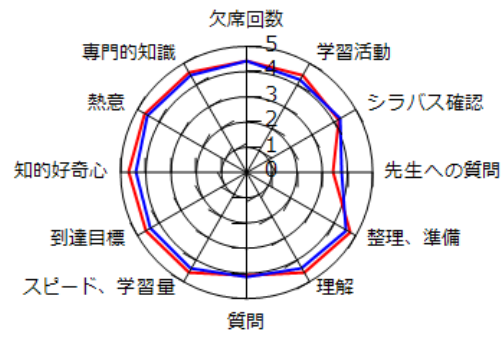 欠席回数
専門的知識
5
学習活動
4
熱意
3
シラバス確認
2
1
知的好奇心
0
先生への質問
到達目標
整理、準備
スピード、学習量
理解
質問